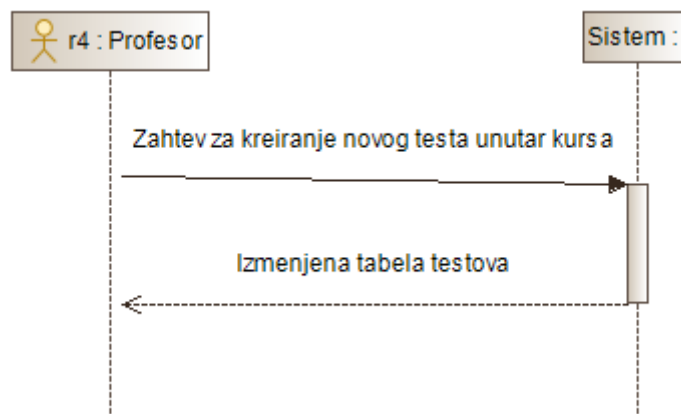 r4 : Profesor
Sistem :
Zahtev za kreiranje novog testa unutar kursa
Izmenjena tabela testova